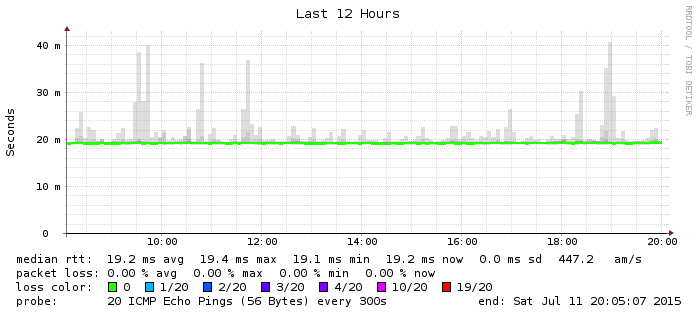 Last 12 Hours
RRDTOOL / TOBI OETIKER
Seconds
40 m
30 m
20 m
10 m
0
10:00 12:00 14:00 16:00 18:00 20:00
median rtt: 19.2 ms avg 19.4 ms max 19.1 ms min 19.2 ms now 0.0 ms sd 447.2 am/s
packet loss: 0.00 % avg 0.00 % max 0.00 % min 0.00 % now
loss color: 0 1/20 2/20 3/20 4/20 10/20 19/20
probe: 20 ICMP Echo Pings (56 Bytes) every 300s end: Sat Jul 11 20:05:07 2015